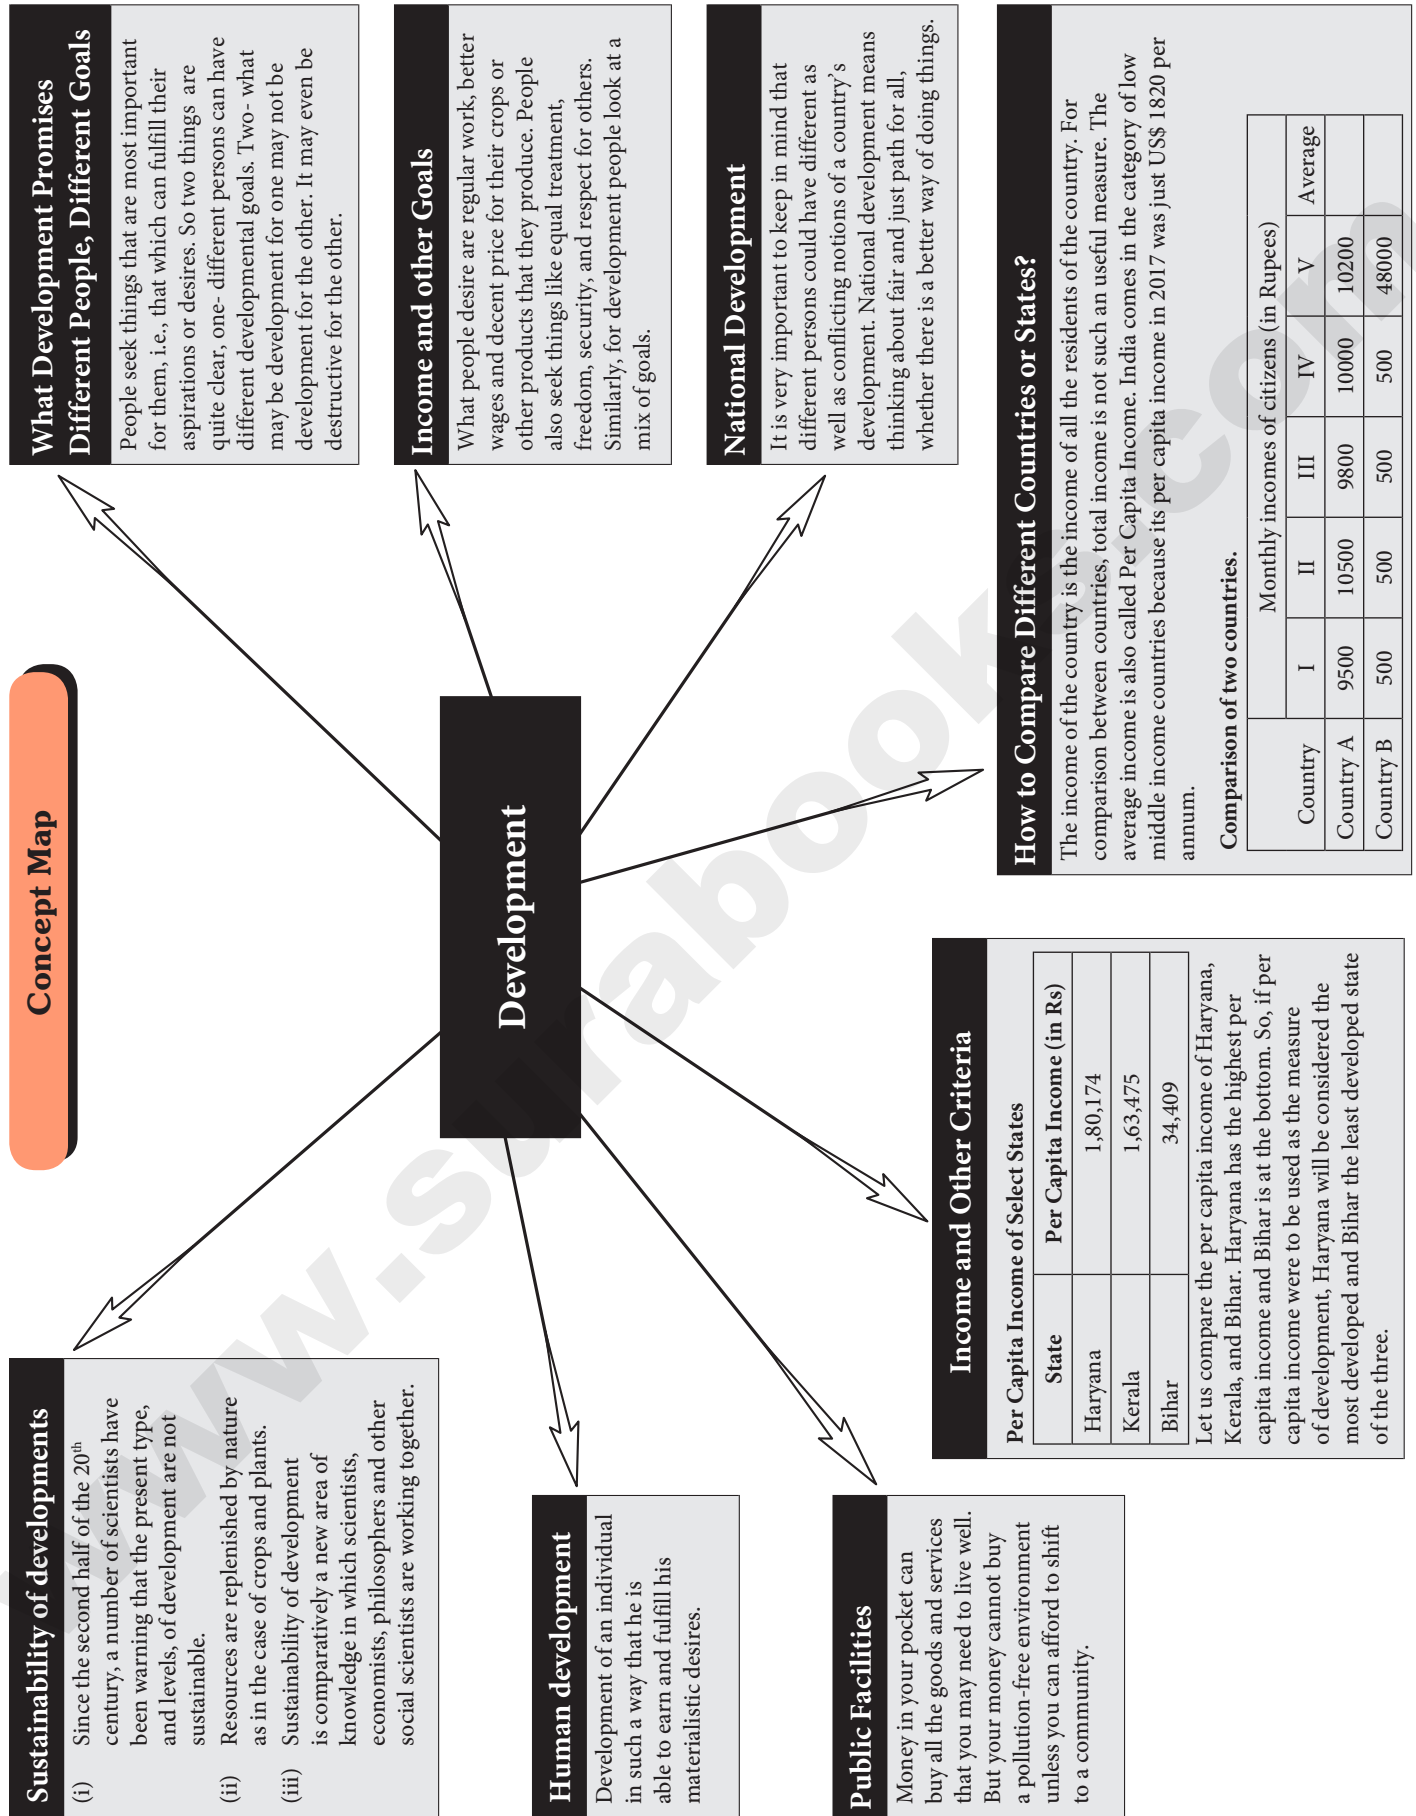 Concept Map
Development
What Development Promises
Different People, Different Goals
People seek things that are most important
for them, i.e., that which can fulfill their
aspirations or desires. So two things are
quite clear, one- different persons can have
different developmental goals. Two- what
may be development for one may not be
development for the other. It may even be
destructive for the other.
Income and other Goals
What people desire are regular work, better
wages and decent price for their crops or
other products that they produce. People
also seek things like equal treatment,
freedom, security, and respect for others.
Similarly, for development people look at a
mix of goals.
National Development
It is very important to keep in mind that
different persons could have different as
well as conflicting notions of a country's
development. National development means
thinking about fair and just path for all,
whether there is a better way of doing things.
How to Compare Different Countries or States?
The income of the country is the income of all the residents of the country. For
comparison between countries, total income is not such an useful measure. The
average income is also called Per Capita Income. India comes in the category of low
middle income countries because its per capita income in 2017 was just US$ 1820 per
annum.
Comparison of two countries.
Country Monthly incomes of citizens (in Rupees)
I II III IV V Average
Country A 9500 10500 9800 10000 10200
Country B 500 500 500 500 48000
Income and Other Criteria
Per Capita Income of Select States
State Per Capita Income (in Rs)
Haryana 1,80,174
Kerala 1,63,475
Bihar 34,409
Let us compare the per capita income of Haryana,
Kerala, and Bihar. Haryana has the highest per
capita income and Bihar is at the bottom. So, if per
capita income were to be used as the measure
of development, Haryana will be considered the
most developed and Bihar the least developed state
of the three.
Public Facilities
Money in your pocket can
buy all the goods and services
that you may need to live well.
But your money cannot buy
a pollution-free environment
unless you can afford to shift
to a community.
Human development
Development of an individual
in such a way that he is
able to earn and fulfill his
materialistic desires.
Sustainability of developments
(i) Since the second half of the 20th
century, a number of scientists have
been warning that the present type,
and levels, of development are not
sustainable.
(ii) Resources are replenished by nature
as in the case of crops and plants.
(iii) Sustainability of development
is comparatively a new area of
knowledge in which scientists,
economists, philosophers and other
social scientists are working together.
www.surabooks.com